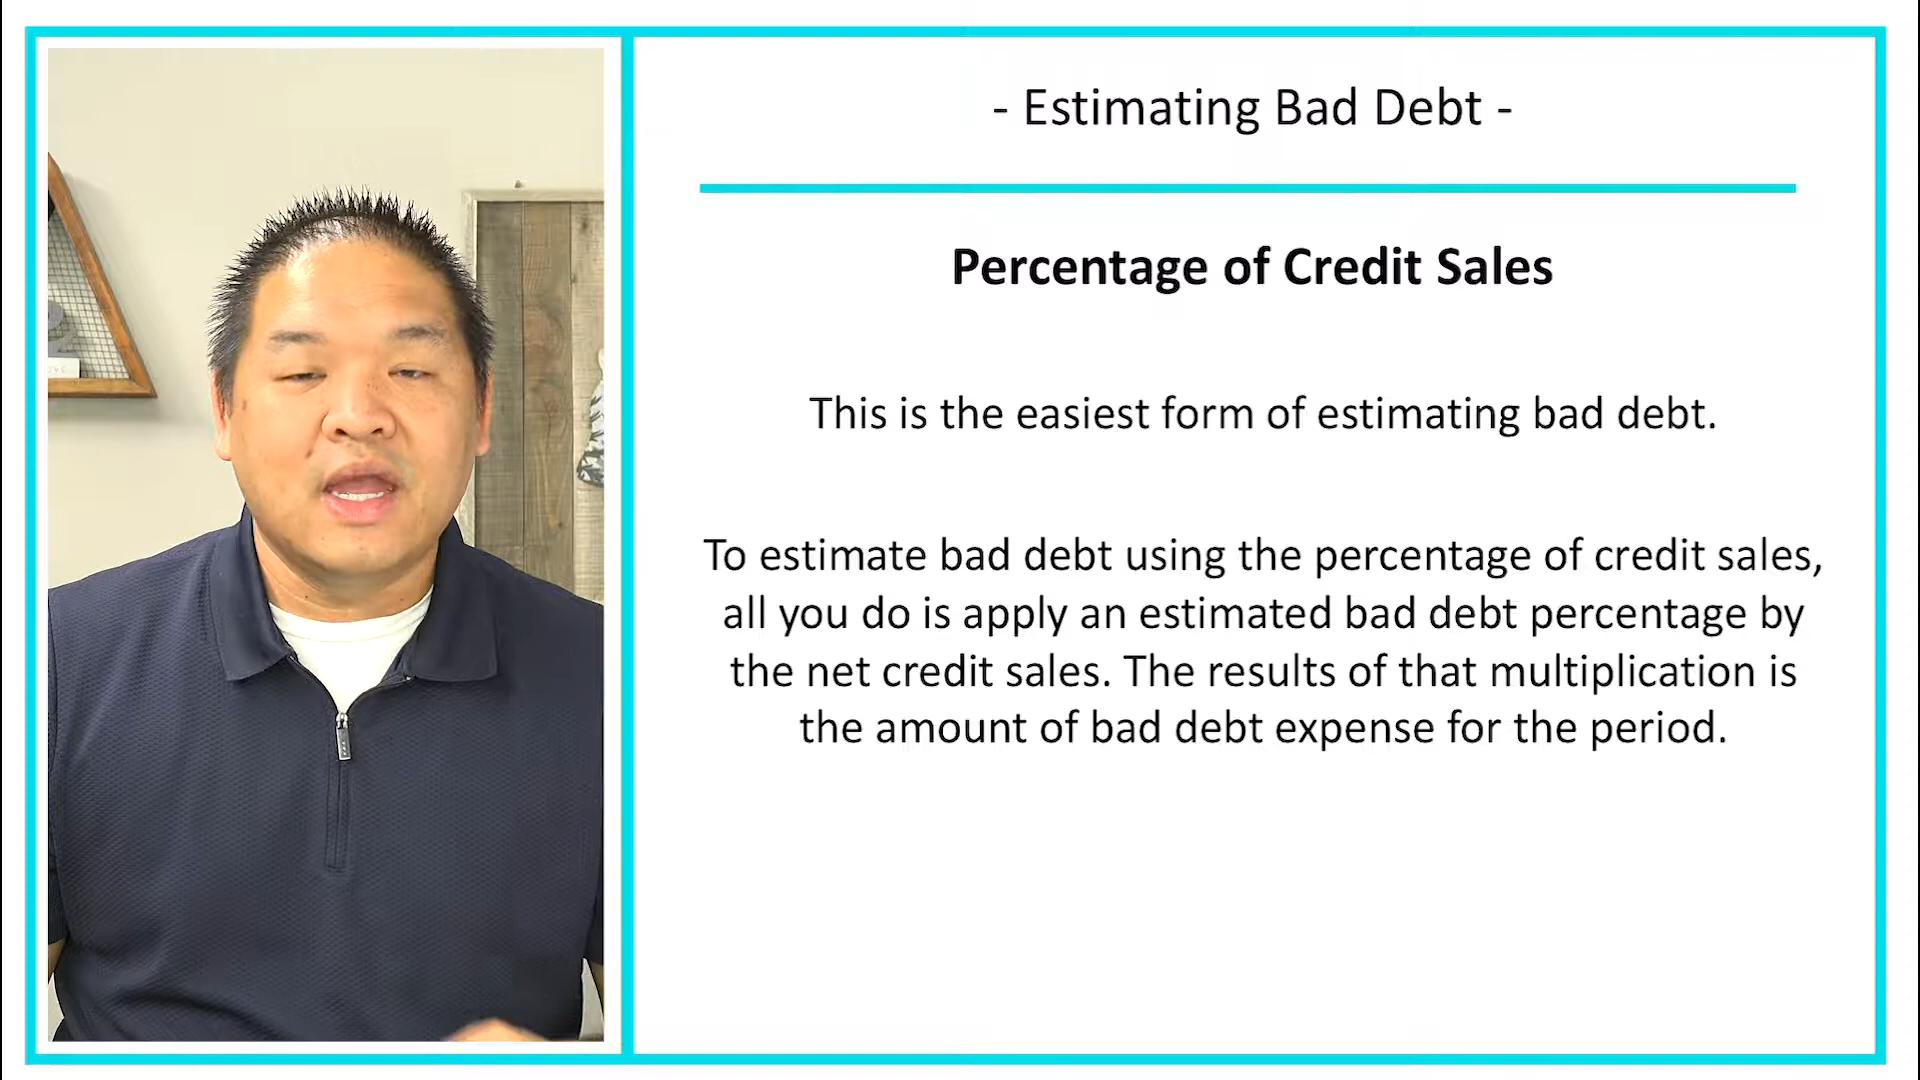 - Estimating Bad Debt -
Percentage of Credit Sales
This is the easiest form of estimating bad debt.
To estimate bad debt using the percentage of credit sales,
all you do is apply an estimated bad debt percentage by
the net credit sales. The results of that multiplication is
the amount of bad debt expense for the period.